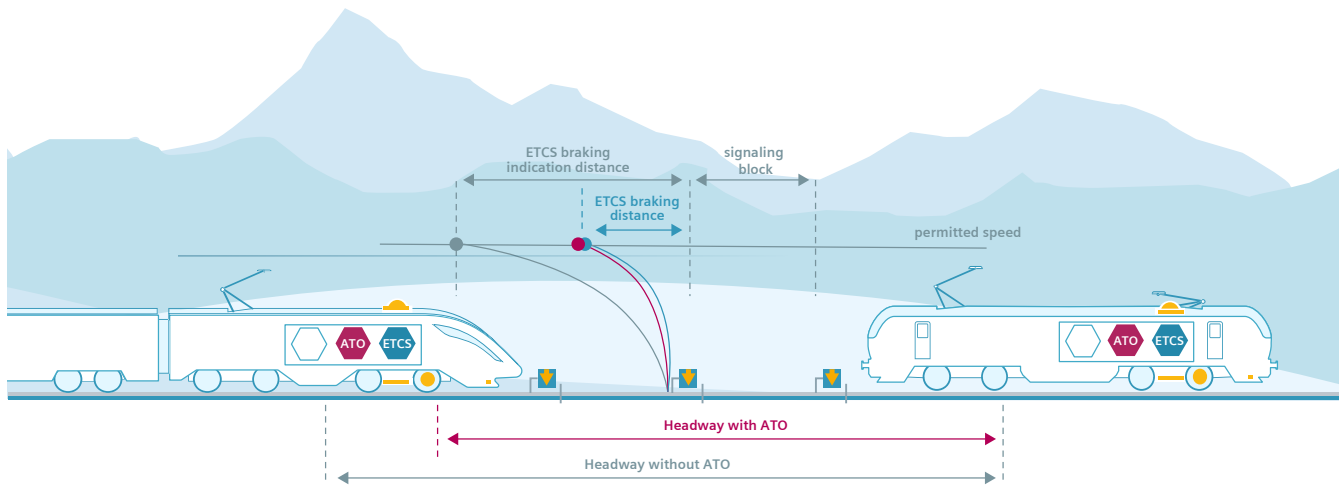 ETCS braking
indication distance
signaling
block
ETCS braking
distance
permitted speed
ATO
ETCS
ATO
ETCS
Headway with ATO
Headway without ATO